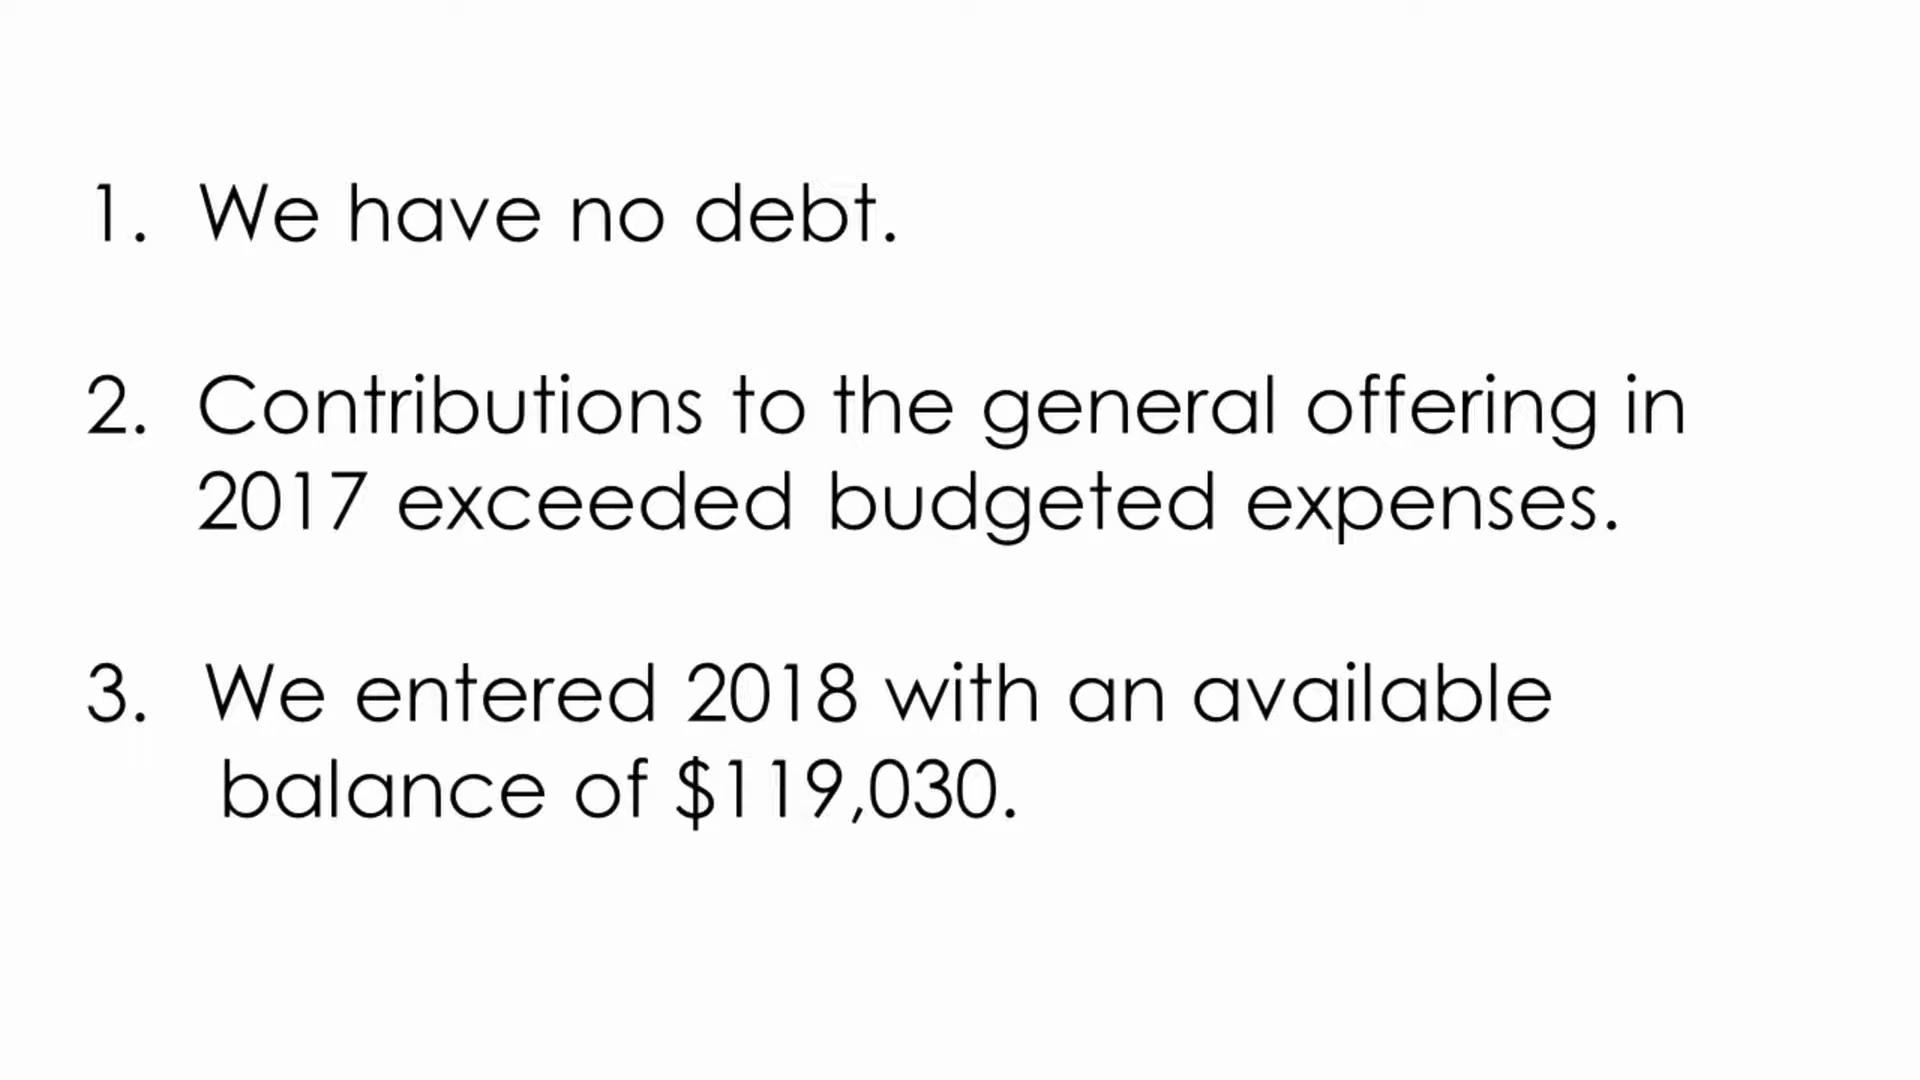 1. We have no debt.
2. Contributions to the general offering in
2017 exceeded budgeted expenses.
3. We entered 2018 with an available
balance of $119,030.